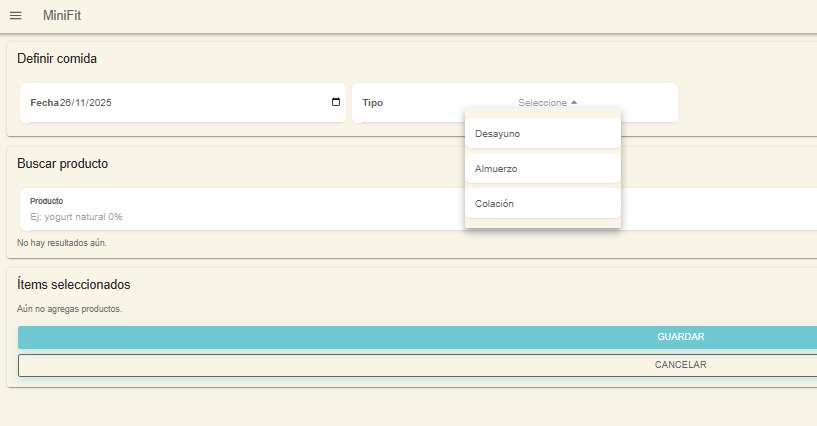 MiniFit
Definir comida
Fecha 26/11/2025
Tipo
Seleccione
Desayuno
Almuerzo
Colación
Buscar producto
Producto
Ej: yogurt natural 0%
No hay resultados aún.
Ítems seleccionados
Aún no agregas productos.
GUARDAR
CANCELAR